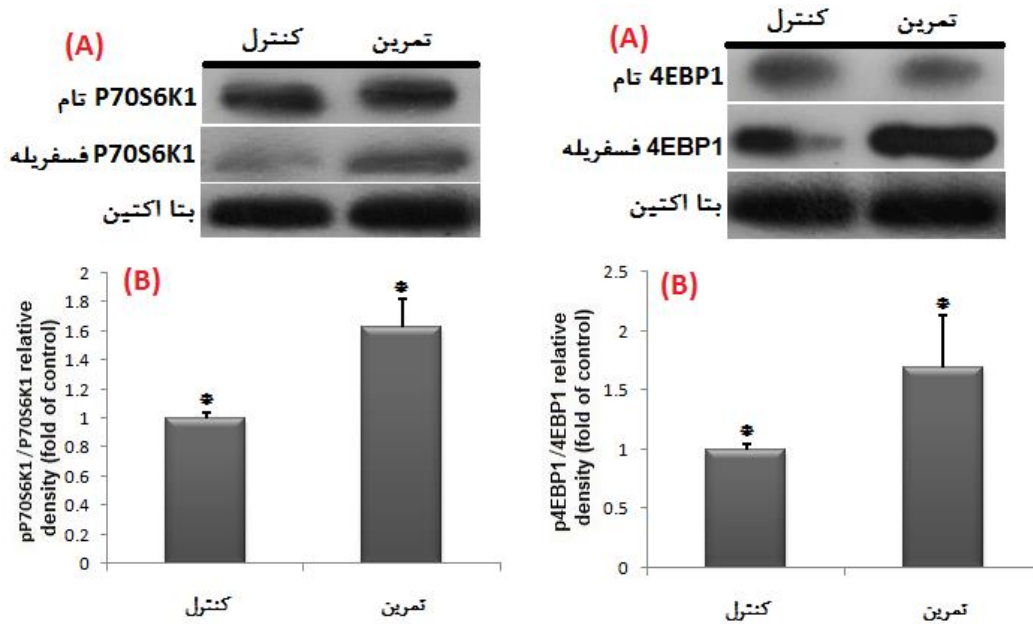 (A)
کنترل تمرین
P70S6K1 تام
P70S6K1 فسفریله
بتا اکتین
(B)
pP70S6K1/P70S6K1 relative
density (fold of control)
2
1.8
1.6
1.4
1.2
1
0.8
0.6
0.4
0.2
0
*
*
کنترل تمرین
(A)
کنترل تمرین
4EBP1 تام
4EBP1 فسفریله
بتا اکتین
(B)
p4EBP1/4EBP1 relative
density (fold of control)
2.5
2
1.5
1
0.5
0
*
*
کنترل تمرین